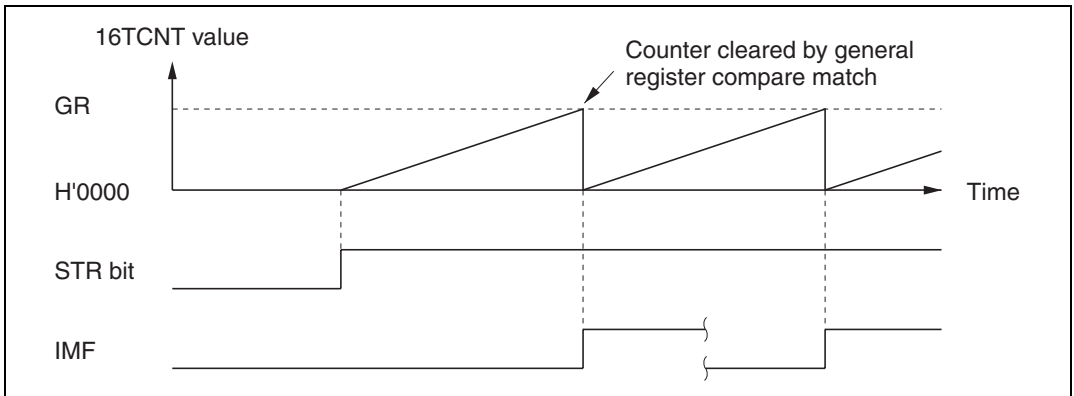 16TCNT value
Counter cleared by general
register compare match
GR
H'0000
Time
STR bit
IMF